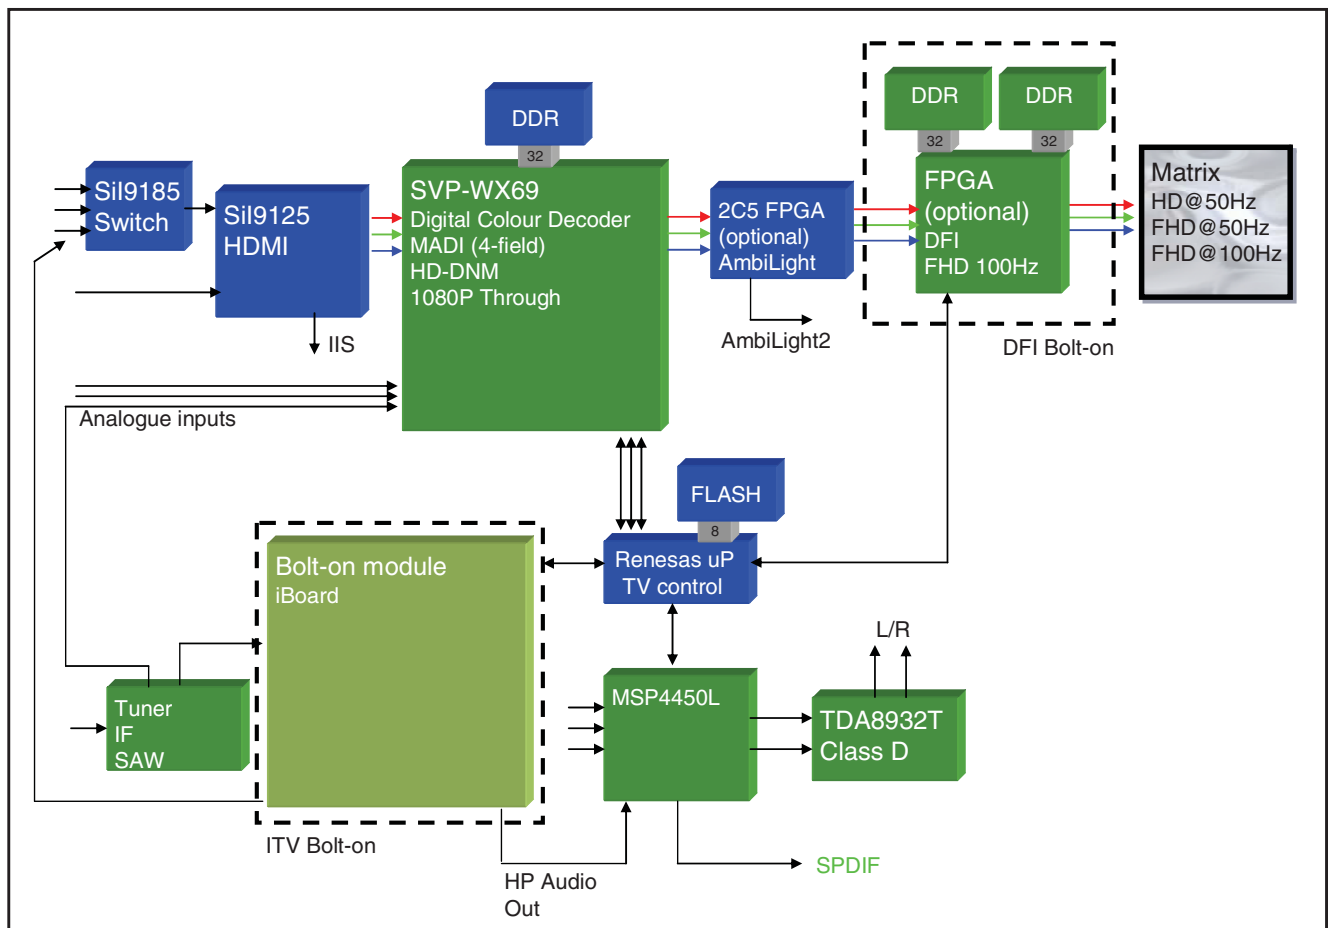 DDR
32
DDR
DDR
32
32
SiI9185
Switch
SiI9125
HDMI
IIS
SVP-WX69
Digital Colour Decoder
MADI (4-field)
HD-DNM
1080P Through
2C5 FPGA
(optional)
AmbiLight
AmbiLight2
FPGA
(optional)
DFI
FHD 100Hz
DFI Bolt-on
Matrix
HD@50Hz
FHD@50Hz
FHD@100Hz
Analogue inputs
FLASH
8
Renesas uP
TV control
Bolt-on module
iBoard
ITV Bolt-on
Tuner
IF
SAW
MSP4450L
L/R
TDA8932T
Class D
HP Audio
Out
SPDIF